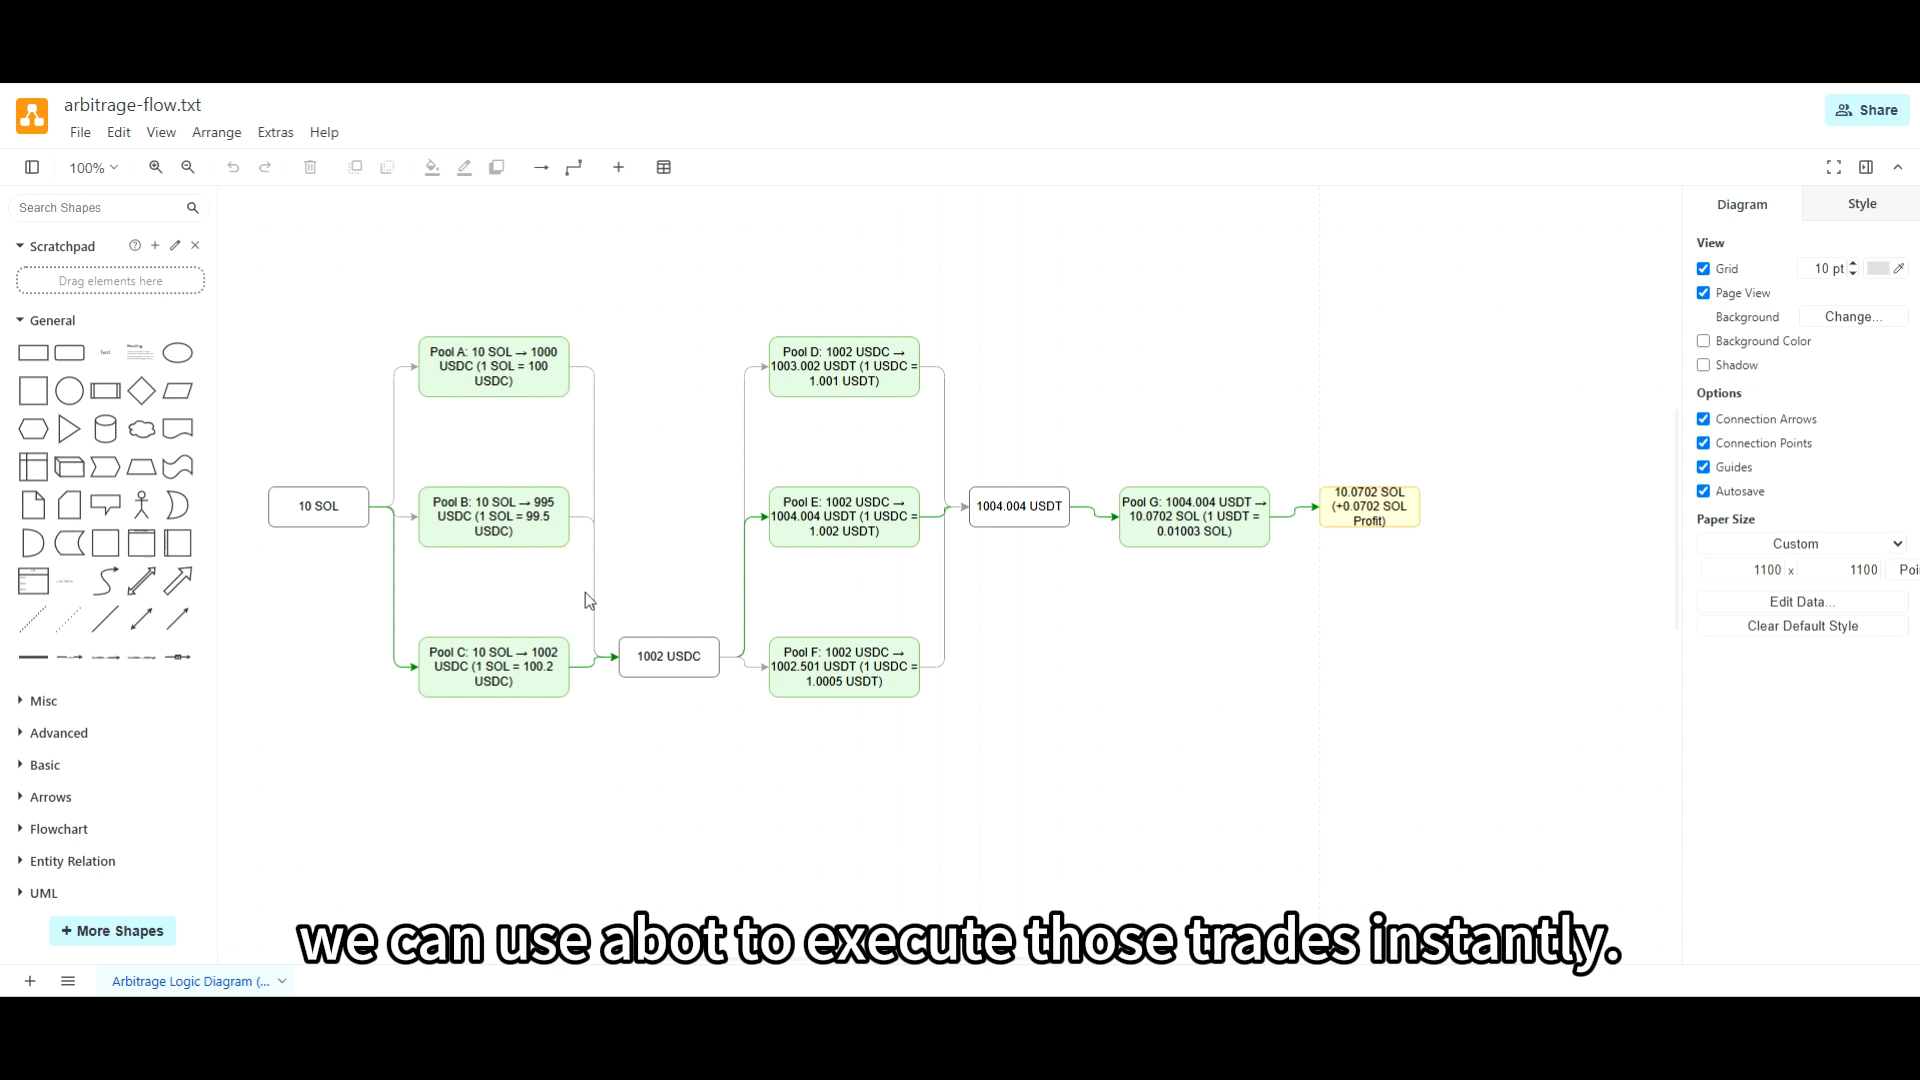 arbitrage-flow.txt
Share
File Edit View Arrange Extras Help
100%
Search Shapes
Scratchpad
Drag elements here
General
Text
Heading
Misc
Advanced
Basic
Arrows
Flowchart
Entity Relation
UML
+ More Shapes
10 SOL
Pool A: 10 SOL → 1000
USDC (1 SOL = 100
USDC)
Pool B: 10 SOL → 995
USDC (1 SOL = 99.5
USDC)
Pool C: 10 SOL → 1002
USDC (1 SOL = 100.2
USDC)
1002 USDC
Pool D: 1002 USDC →
1003.002 USDT (1 USDC =
1.001 USDT)
Pool E: 1002 USDC →
1004.004 USDT (1 USDC =
1.002 USDT)
Pool F: 1002 USDC →
1002.501 USDT (1 USDC =
1.0005 USDT)
1004.004 USDT
Pool G: 1004.004 USDT →
10.0702 SOL (1 USDT =
0.01003 SOL)
10.0702 SOL
(+0.0702 SOL
Profit)
Diagram Style
View
Grid 10 pt
Page View
Background Change...
Background Color
Shadow
Options
Connection Arrows
Connection Points
Guides
Autosave
Paper Size
Custom
1100 x 1100 Poi
Edit Data...
Clear Default Style
we can use abot to execute those trades instantly.
Arbitrage Logic Diagram (...